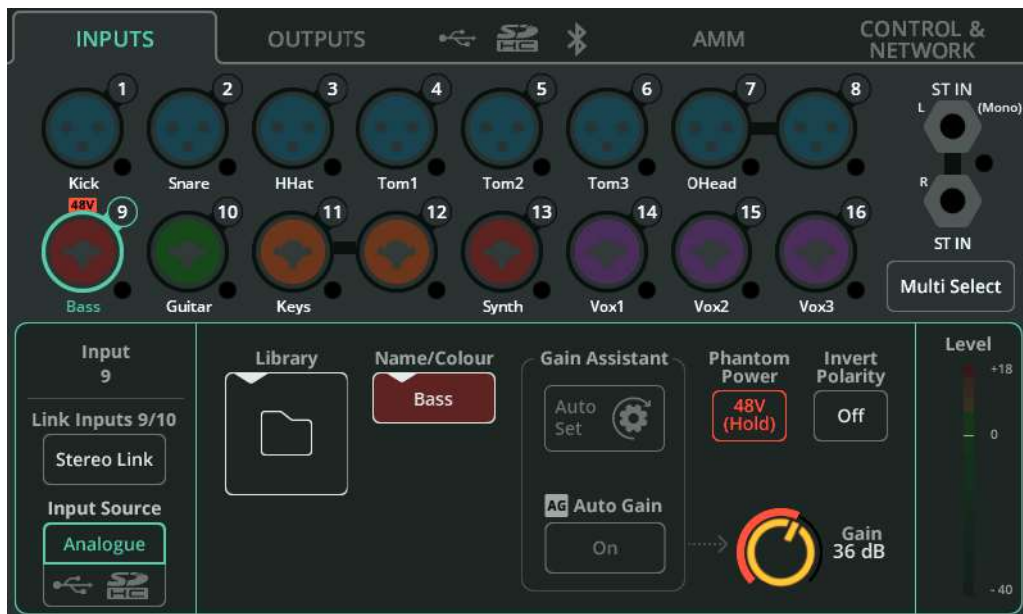 INPUTS
OUTPUTS
SD
HC
AMM
CONTROL &
NETWORK
1
2
3
4
5
6
7
8
ST IN
L
(Mono)
Kick
Snare
HHat
Tom1
Tom2
Tom3
OHead
R
48V
9
10
11
12
13
14
15
16
ST IN
Bass
Guitar
Keys
Synth
Vox1
Vox2
Vox3
Multi Select
Input
9
Link Inputs 9/10
Stereo Link
Input Source
Analogue
SD
HC
Library
Name/Colour
Bass
Gain Assistant
Auto
Set
AG Auto Gain
On
Phantom
Power
48V
(Hold)
Invert
Polarity
Off
Gain
36 dB
Level
+18
0
-40